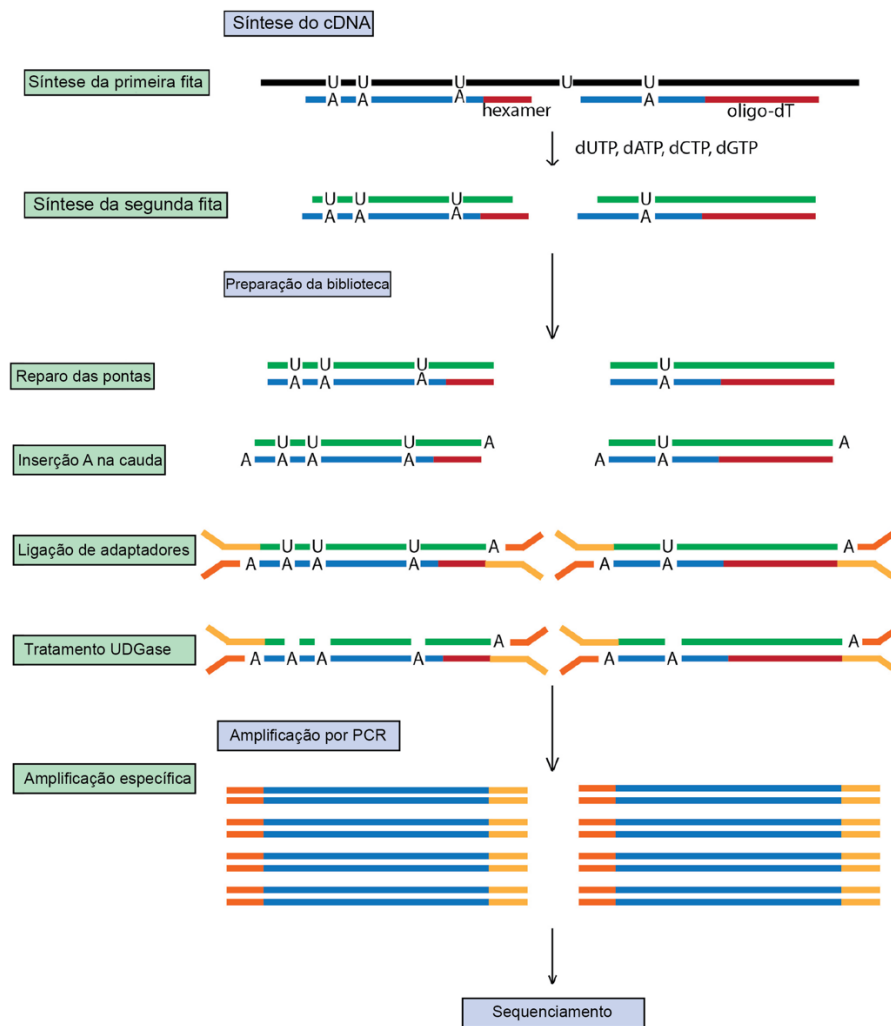 Síntese do cDNA
Síntese da primeira fita
U U U U U
A A A A
hexamer
oligo-dT
dUTP, dATP, dCTP, dGTP
Síntese da segunda fita
U U U U
A A A A
Preparação da biblioteca
Reparo das pontas
U U U U
A A A A
Inserção A na cauda
U U U A U A
A A A A A A
Ligação de adaptadores
U U U A U A
A A A A A A
Tratamento UDGase
A A
A A A A A A
Amplificação por PCR
Amplificação específica
Sequenciamento